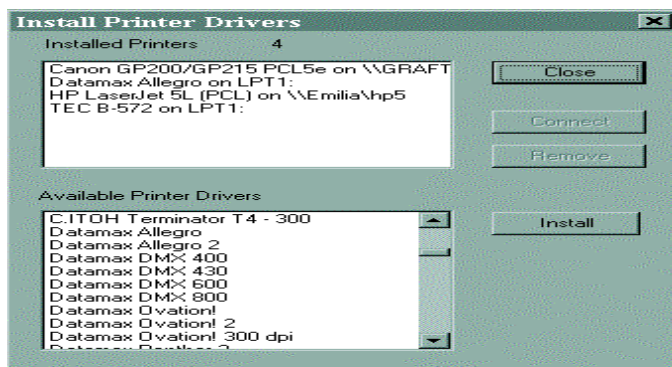 Install Printer Drivers
Installed Printers 4
Canon GP200/GP215 PCL5e on \\GRAFT
Datamax Allegro on LPT1:
HP LaserJet 5L (PCL) on \\Emilia\hp5
TEC B-572 on LPT1:
Close
Connect
Remove
Available Printer Drivers
C.ITOH Terminator T4 - 300
Datamax Allegro
Datamax Allegro 2
Datamax DMX 400
Datamax DMX 430
Datamax DMX 600
Datamax DMX 800
Datamax Ovation!
Datamax Ovation! 2
Datamax Ovation! 300 dpi
Install